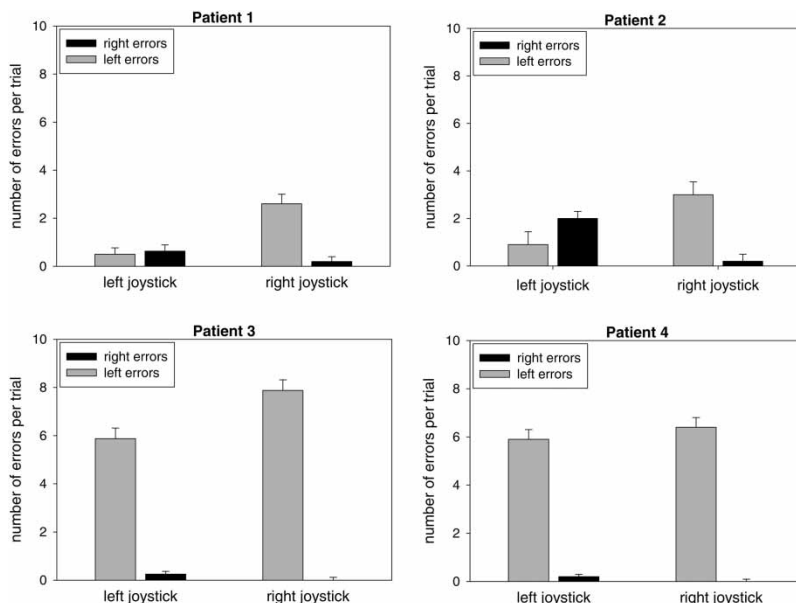 Patient 1
10
8
6
4
2
0
number of errors per trial
right errors
left errors
left joystick
right joystick
Patient 2
10
8
6
4
2
0
number of errors per trial
right errors
left errors
left joystick
right joystick
Patient 3
10
8
6
4
2
0
number of errors per trial
right errors
left errors
left joystick
right joystick
Patient 4
10
8
6
4
2
0
number of errors per trial
right errors
left errors
left joystick
right joystick